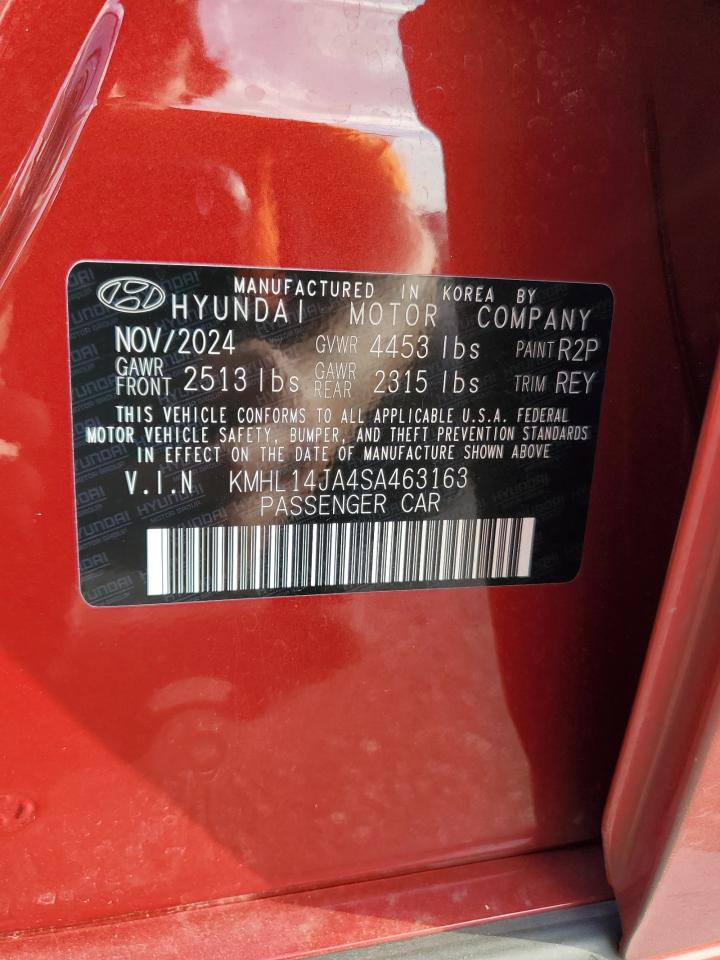 MANUFACTURED IN KOREA BY
HYUNDAI MOTOR COMPANY
NOV/2024 GVWR 4453 lbs PAINT R2P
GAWR FRONT 2513 lbs GAWR REAR 2315 lbs TRIM REY
THIS VEHICLE CONFORMS TO ALL APPLICABLE U.S.A. FEDERAL
MOTOR VEHICLE SAFETY, BUMPER, AND THEFT PREVENTION STANDARDS
IN EFFECT ON THE DATE OF MANUFACTURE SHOWN ABOVE
V.I.N KMHL14JA4SA463163
PASSENGER CAR